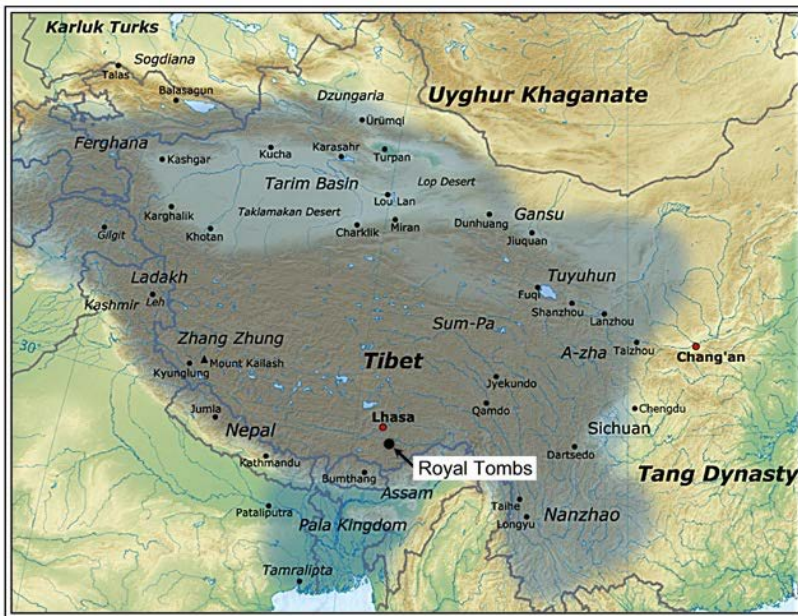 Karluk Turks
Sogdiana
Talas
Balasagun
Dzungaria
Uyghur Khaganate
Ürümqi
Ferghana
Kashgar
Kucha
Karasahr
Turpan
Tarim Basin
Lop Desert
Karghalik
Taklamakan Desert
Lou Lan
Gilgit
Khotan
Charklik
Miran
Dunhuang
Gansu
Jiuquan
Ladakh
Leh
Kashmir
Tuyuhun
Fuqi
Shanzhou
Lanzhou
Sum-Pa
Zhang Zhung
30°
Mount Kailash
Kyunglung
Tibet
A-zha
Taizhou
Chang'an
Jyekundo
Qamdo
Jumla
Lhasa
Chengdu
Nepal
Sichuan
Kathmandu
Royal Tombs
Dartsedo
Bumthang
Tang Dynasty
Assam
Pataliputra
Pala Kingdom
Taihe
Longyu
Nanzhao
Tamralipta